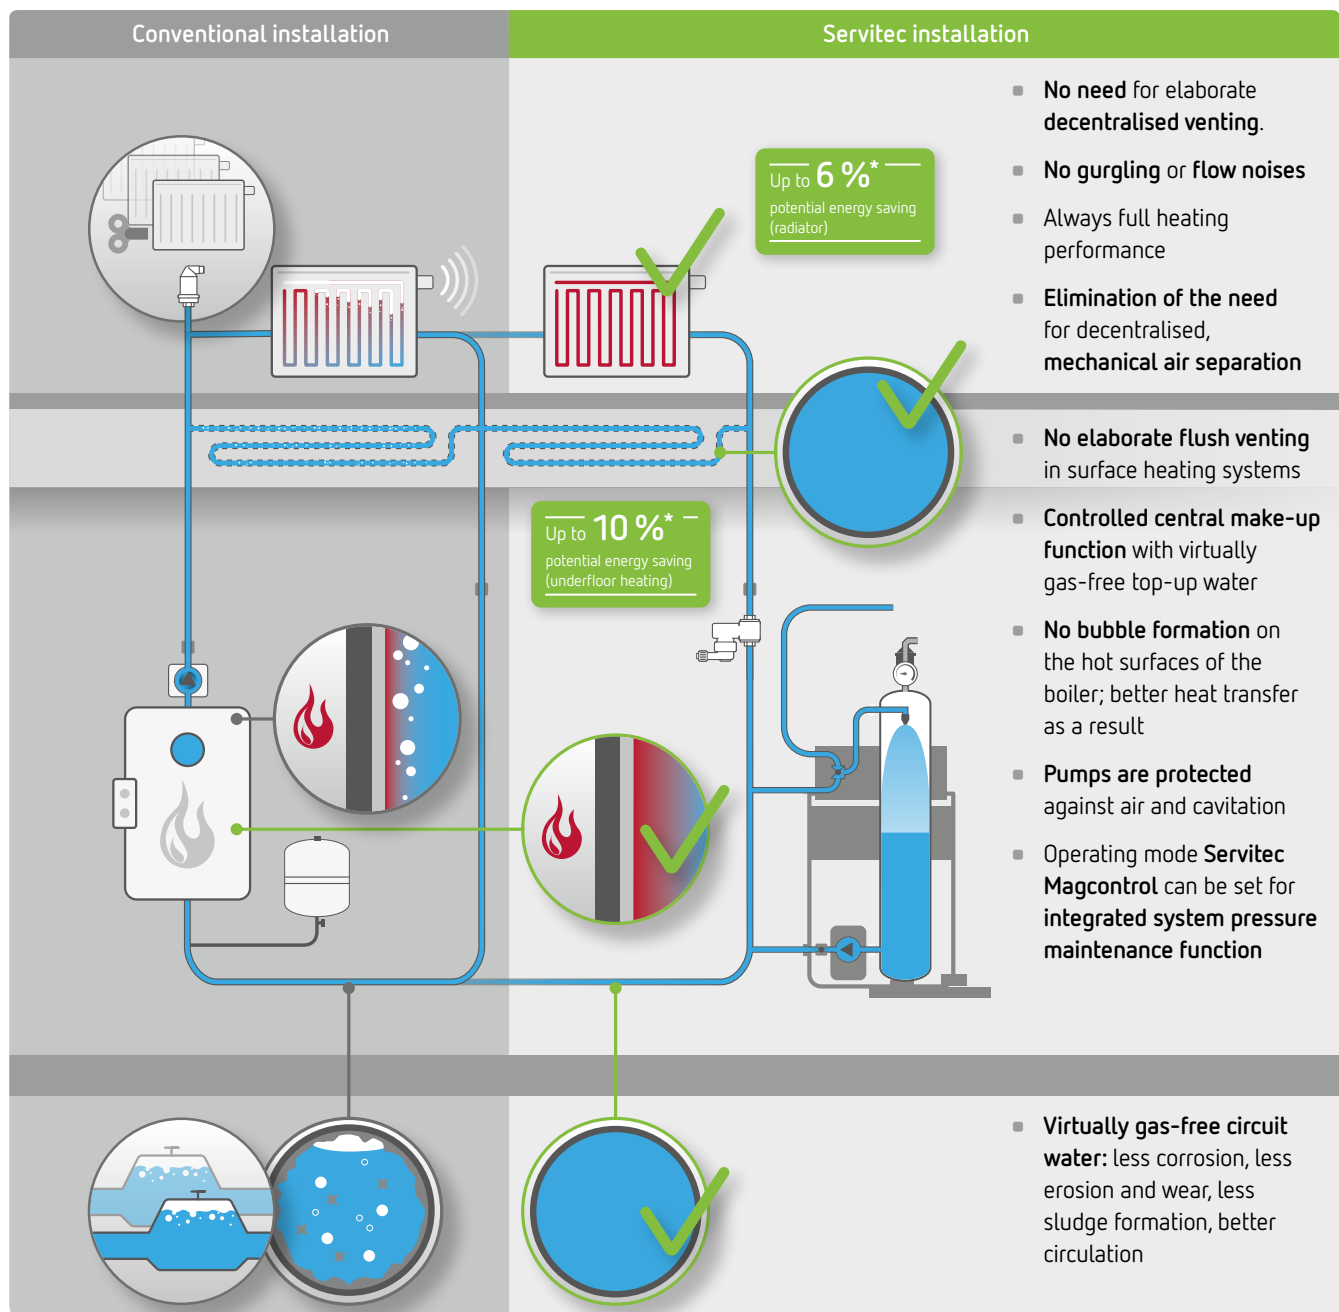 Conventional installation
Servitec installation
No need for elaborate
decentralised venting.
No gurgling or flow noises
Always full heating
performance
Elimination of the need
for decentralised,
mechanical air separation
Up to 6 %*
potential energy saving
(radiator)
No elaborate flush venting
in surface heating systems
Up to 10 %*
potential energy saving
(underfloor heating)
Controlled central make-up
function with virtually
gas-free top-up water
No bubble formation on
the hot surfaces of the
boiler; better heat transfer
as a result
Pumps are protected
against air and cavitation
Operating mode Servitec
Magcontrol can be set for
integrated system pressure
maintenance function
Virtually gas-free circuit
water: less corrosion, less
erosion and wear, less
sludge formation, better
circulation